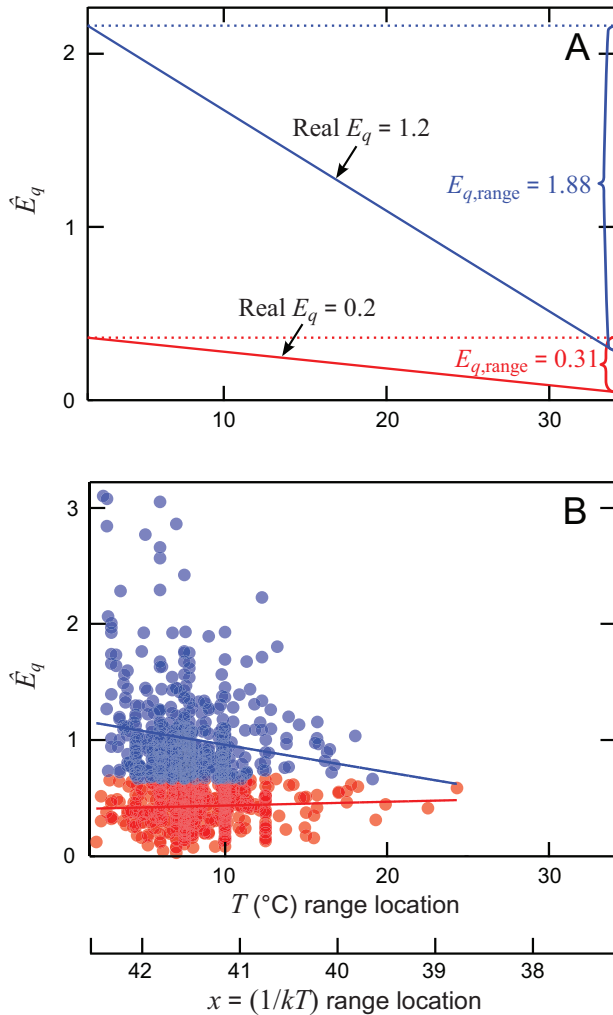 A
2
Real E_q = 1.2
E_q,range = 1.88
Ê_q
1
Real E_q = 0.2
E_q,range = 0.31
0
10
20
30
B
3
2
Ê_q
1
0
10
20
30
T (°C) range location
42
41
40
39
38
x = (1/kT) range location